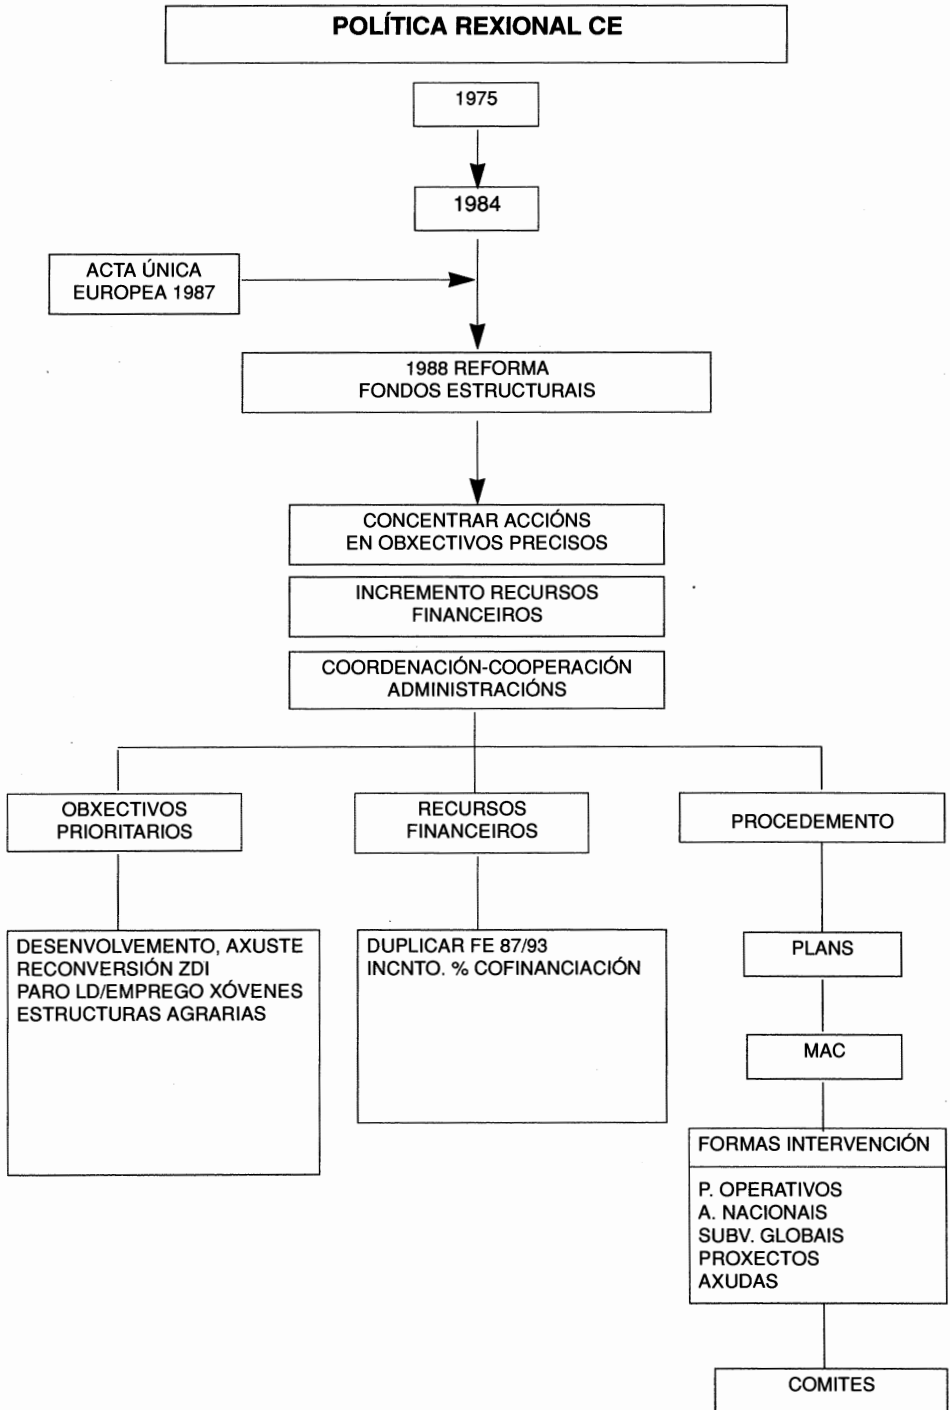 POLÍTICA REXIONAL CE
1975
1984
ACTA ÚNICA
EUROPEA 1987
1988 REFORMA
FONDOS ESTRUCTURAIS
CONCENTRAR ACCIÓNS
EN OBXECTIVOS PRECISOS
INCREMENTO RECURSOS
FINANCEIROS
COORDENACIÓN-COOPERACIÓN
ADMINISTRACIÓNS
OBXECTIVOS
PRIORITARIOS
DESENVOLVEMENTO, AXUSTE
RECONVERSIÓN ZDI
PARO LD/EMPREGO XÓVENES
ESTRUCTURAS AGRARIAS
RECURSOS
FINANCEIROS
DUPLICAR FE 87/93
INCNTO. % COFINANCIACIÓN
PROCEDEMENTO
PLANS
MAC
FORMAS INTERVENCIÓN
P. OPERATIVOS
A. NACIONAIS
SUBV. GLOBAIS
PROXECTOS
AXUDAS
COMITES